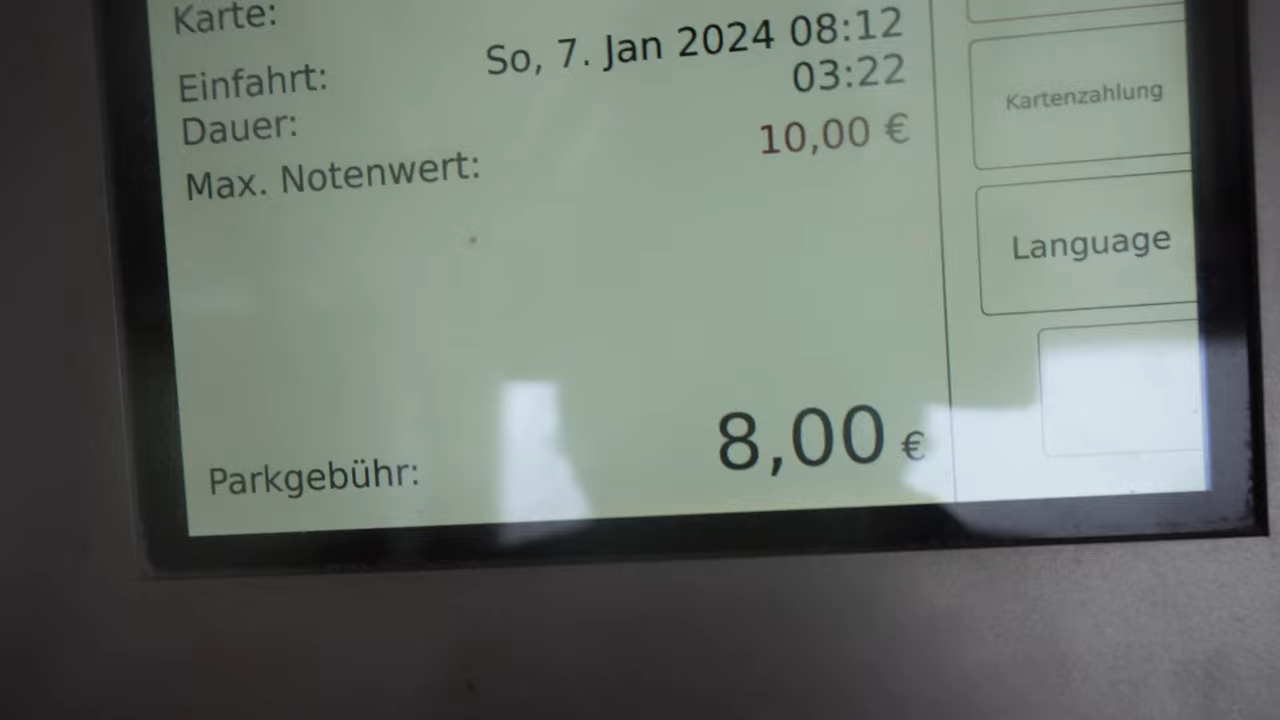 Karte:
Einfahrt: So, 7. Jan 2024 08:12
Dauer: 03:22
Max. Notenwert: 10,00 €
Parkgebühr: 8,00 €
Kartenzahlung
Language